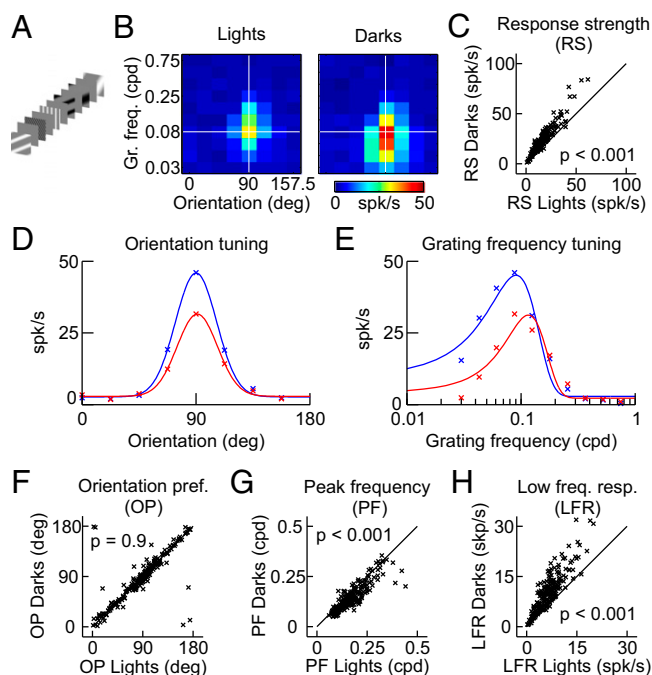 A
B
Lights
Darks
Gr. freq. (cpd)
0.75
0.25
0.08
0.03
0
90
157.5
Orientation (deg)
0
50
spk/s
C
Response strength
(RS)
RS Darks (spk/s)
100
50
0
p < 0.001
0
50
100
RS Lights (spk/s)
D
Orientation tuning
spk/s
50
25
0
0
90
180
Orientation (deg)
E
Grating frequency tuning
spk/s
50
25
0
0.01
0.1
1
Grating frequency (cpd)
F
Orientation pref.
(OP)
OP Darks (deg)
180
90
0
p = 0.9
0
90
180
OP Lights (deg)
G
Peak frequency
(PF)
PF Darks (cpd)
0.5
0.25
0
p < 0.001
0
0.25
0.5
PF Lights (cpd)
H
Low freq. resp.
(LFR)
LFR Darks (skp/s)
30
15
0
p < 0.001
0
15
30
LFR Lights (spk/s)